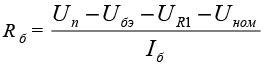 R_б = (U_п − U_бэ − U_R1 − U_ном) / I_б